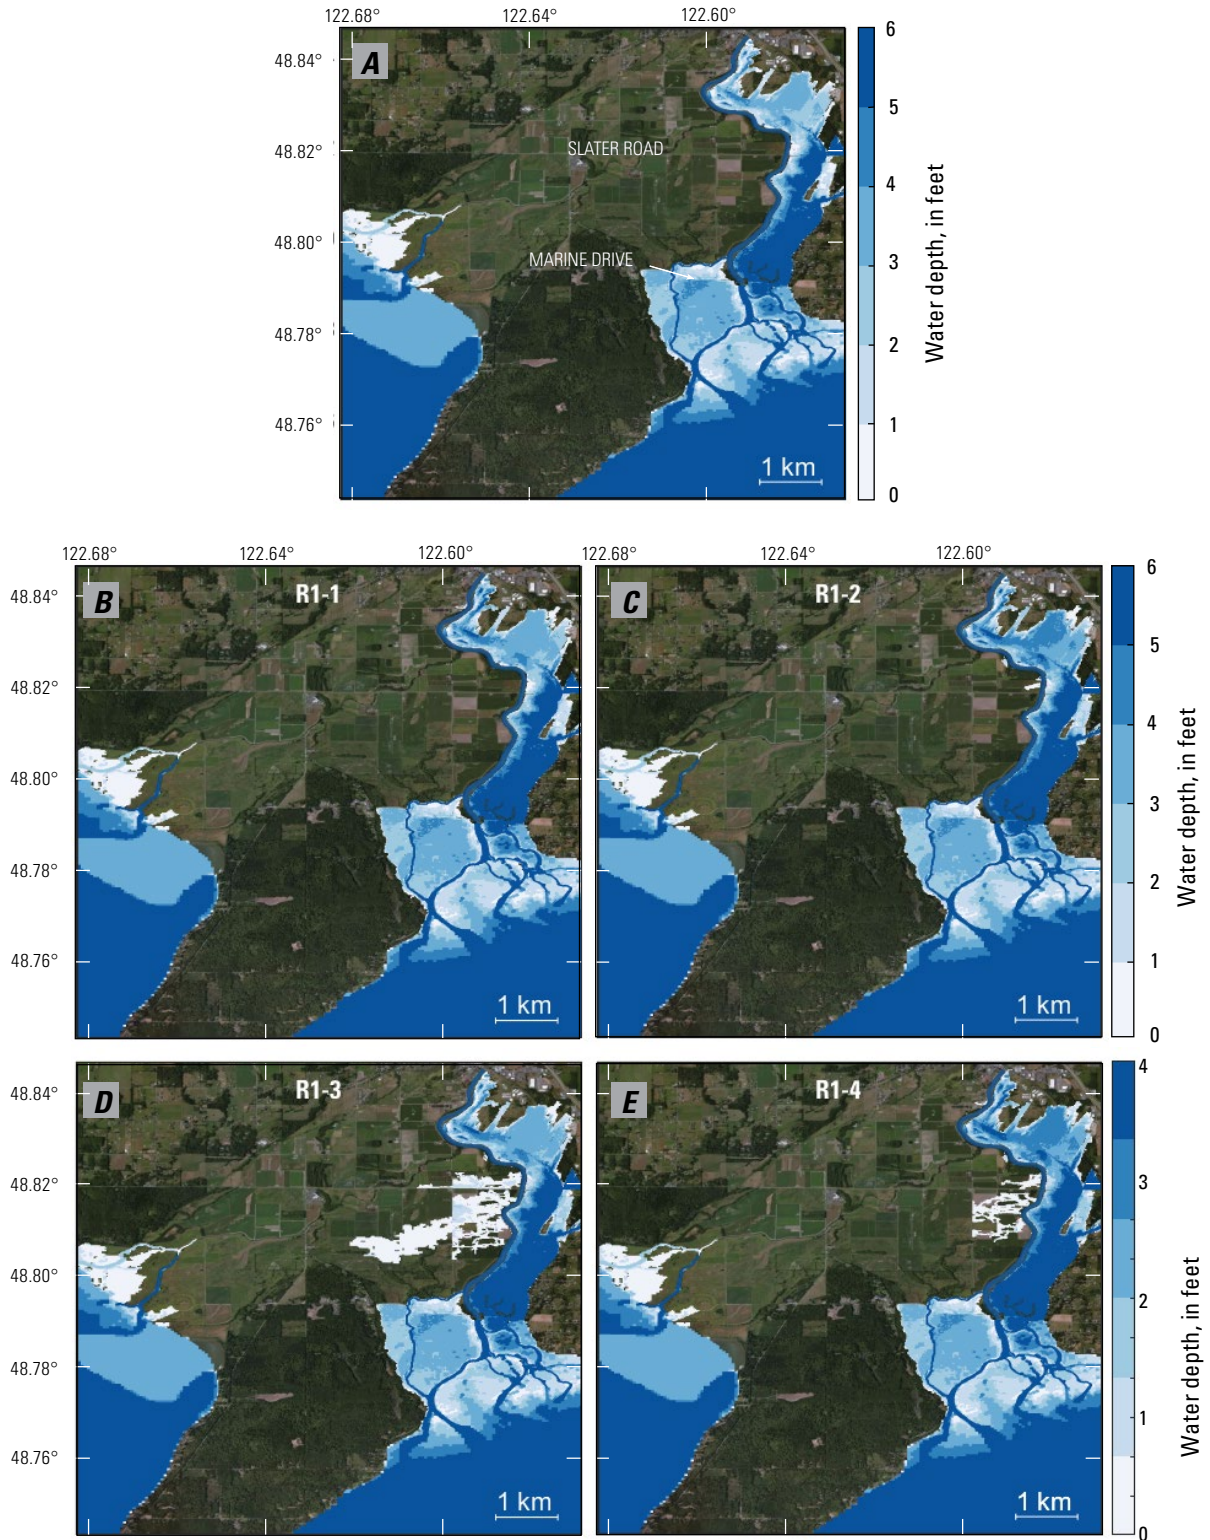 122.68° 122.64° 122.60°
A
48.84°
48.82°
48.80°
48.78°
48.76°
SLATER ROAD
MARINE DRIVE
1 km
6
5
4
3
2
1
0
Water depth, in feet
122.68° 122.64° 122.60° 122.68° 122.64° 122.60°
B R1-1
C R1-2
48.84°
48.82°
48.80°
48.78°
48.76°
1 km
1 km
6
5
4
3
2
1
0
Water depth, in feet
D R1-3
E R1-4
48.84°
48.82°
48.80°
48.78°
48.76°
1 km
1 km
4
3
2
1
0
Water depth, in feet